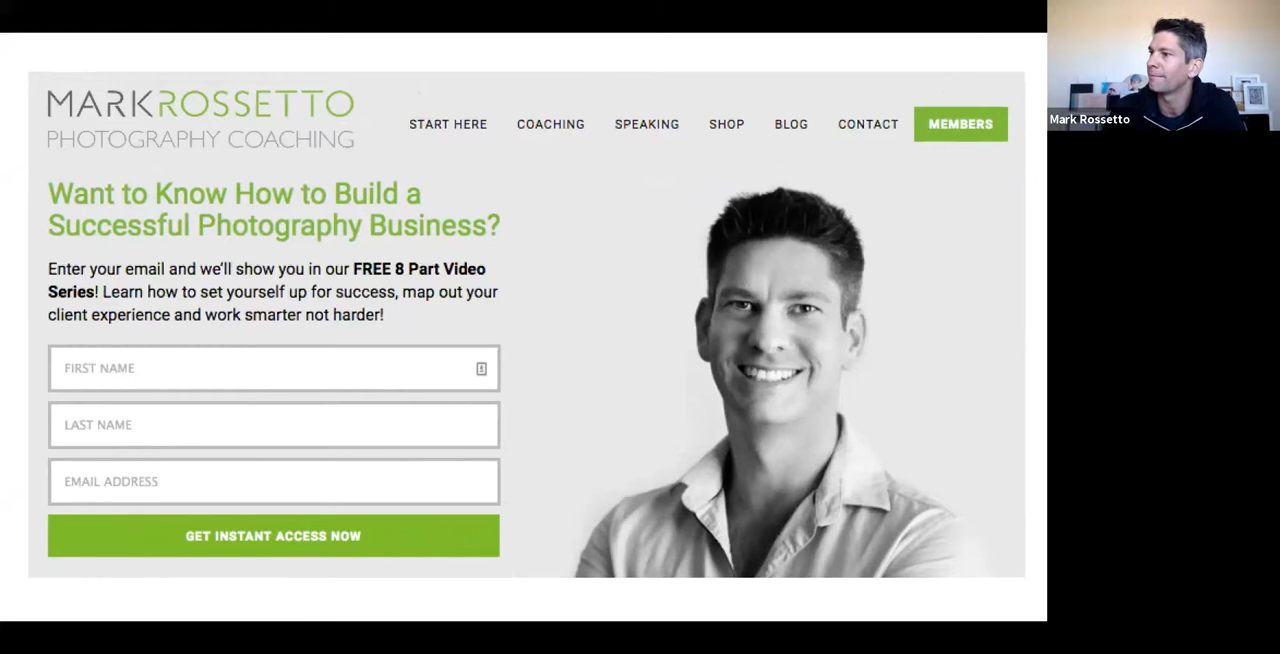 MARKROSSETTO
PHOTOGRAPHY COACHING
START HERE
COACHING
SPEAKING
SHOP
BLOG
CONTACT
MEMBERS
Want to Know How to Build a
Successful Photography Business?
Enter your email and we'll show you in our FREE 8 Part Video
Series! Learn how to set yourself up for success, map out your
client experience and work smarter not harder!
FIRST NAME
LAST NAME
EMAIL ADDRESS
GET INSTANT ACCESS NOW
Mark Rossetto